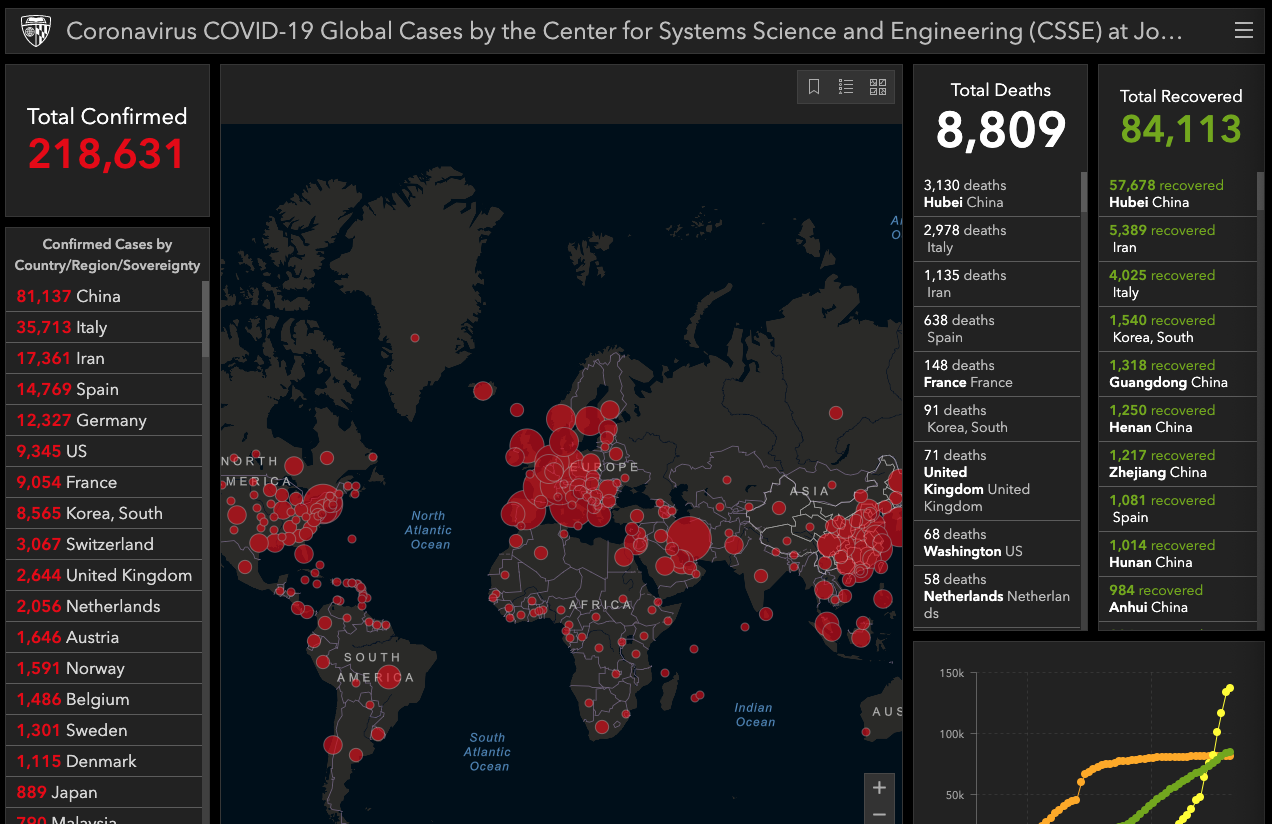 Coronavirus COVID-19 Global Cases by the Center for Systems Science and Engineering (CSSE) at Jo...
Total Confirmed
218,631
Confirmed Cases by
Country/Region/Sovereignty
81,137 China
35,713 Italy
17,361 Iran
14,769 Spain
12,327 Germany
9,345 US
9,054 France
8,565 Korea, South
3,067 Switzerland
2,644 United Kingdom
2,056 Netherlands
1,646 Austria
1,591 Norway
1,486 Belgium
1,301 Sweden
1,115 Denmark
889 Japan
790 Malaysia
NORTH
MERICA
North
Atlantic
Ocean
EUROPE
ASIA
AFRICA
SOUTH
AMERICA
South
Atlantic
Ocean
Indian
Ocean
AUS
+
−
Total Deaths
8,809
3,130 deaths
Hubei China
2,978 deaths
Italy
1,135 deaths
Iran
638 deaths
Spain
148 deaths
France France
91 deaths
Korea, South
71 deaths
United
Kingdom United
Kingdom
68 deaths
Washington US
58 deaths
Netherlands Netherlan
ds
Total Recovered
84,113
57,678 recovered
Hubei China
5,389 recovered
Iran
4,025 recovered
Italy
1,540 recovered
Korea, South
1,318 recovered
Guangdong China
1,250 recovered
Henan China
1,217 recovered
Zhejiang China
1,081 recovered
Spain
1,014 recovered
Hunan China
984 recovered
Anhui China
150k
100k
50k